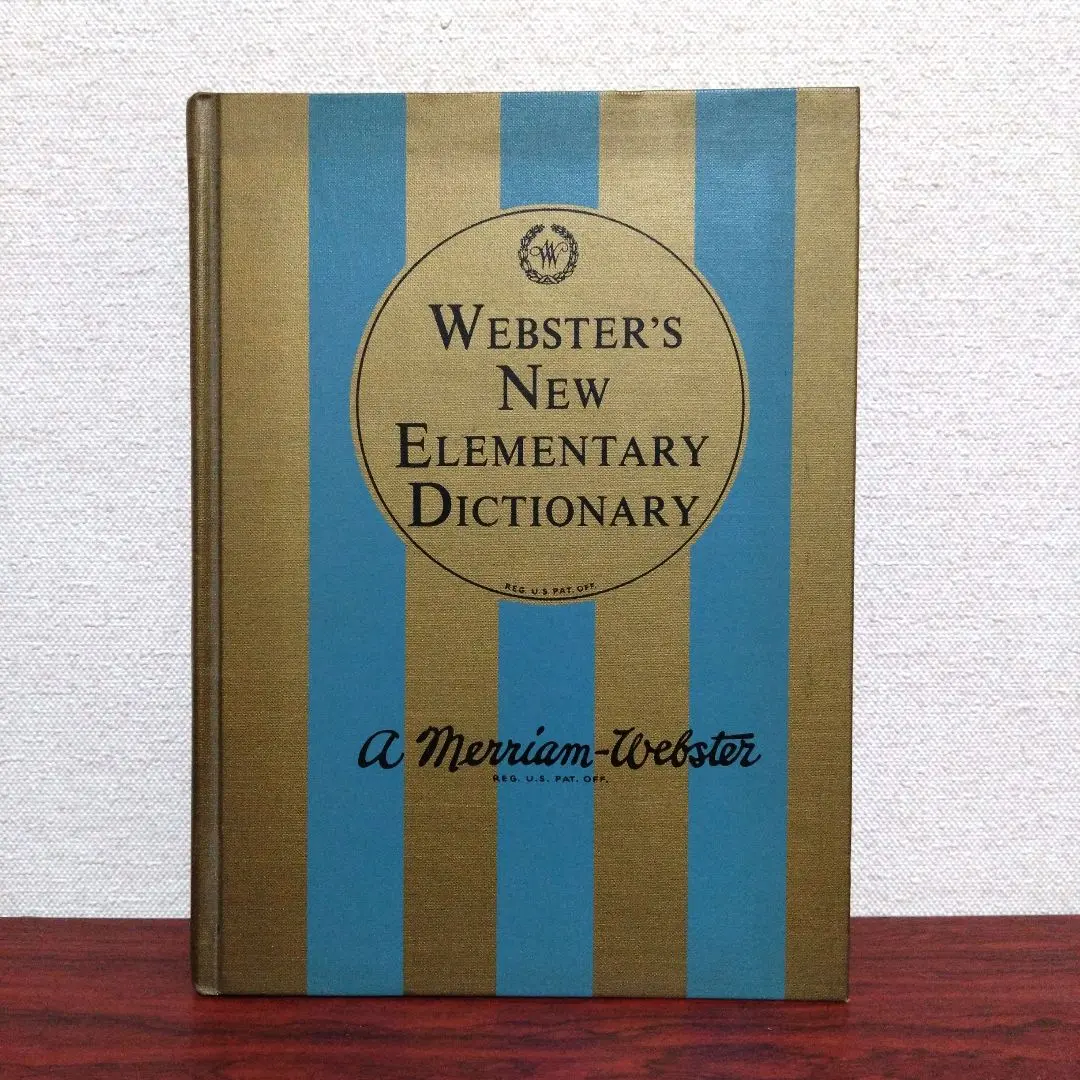 W
WEBSTER'S
NEW
ELEMENTARY
DICTIONARY
REG. U.S. PAT. OFF.
a Merriam-Webster
REG. U.S. PAT. OFF.